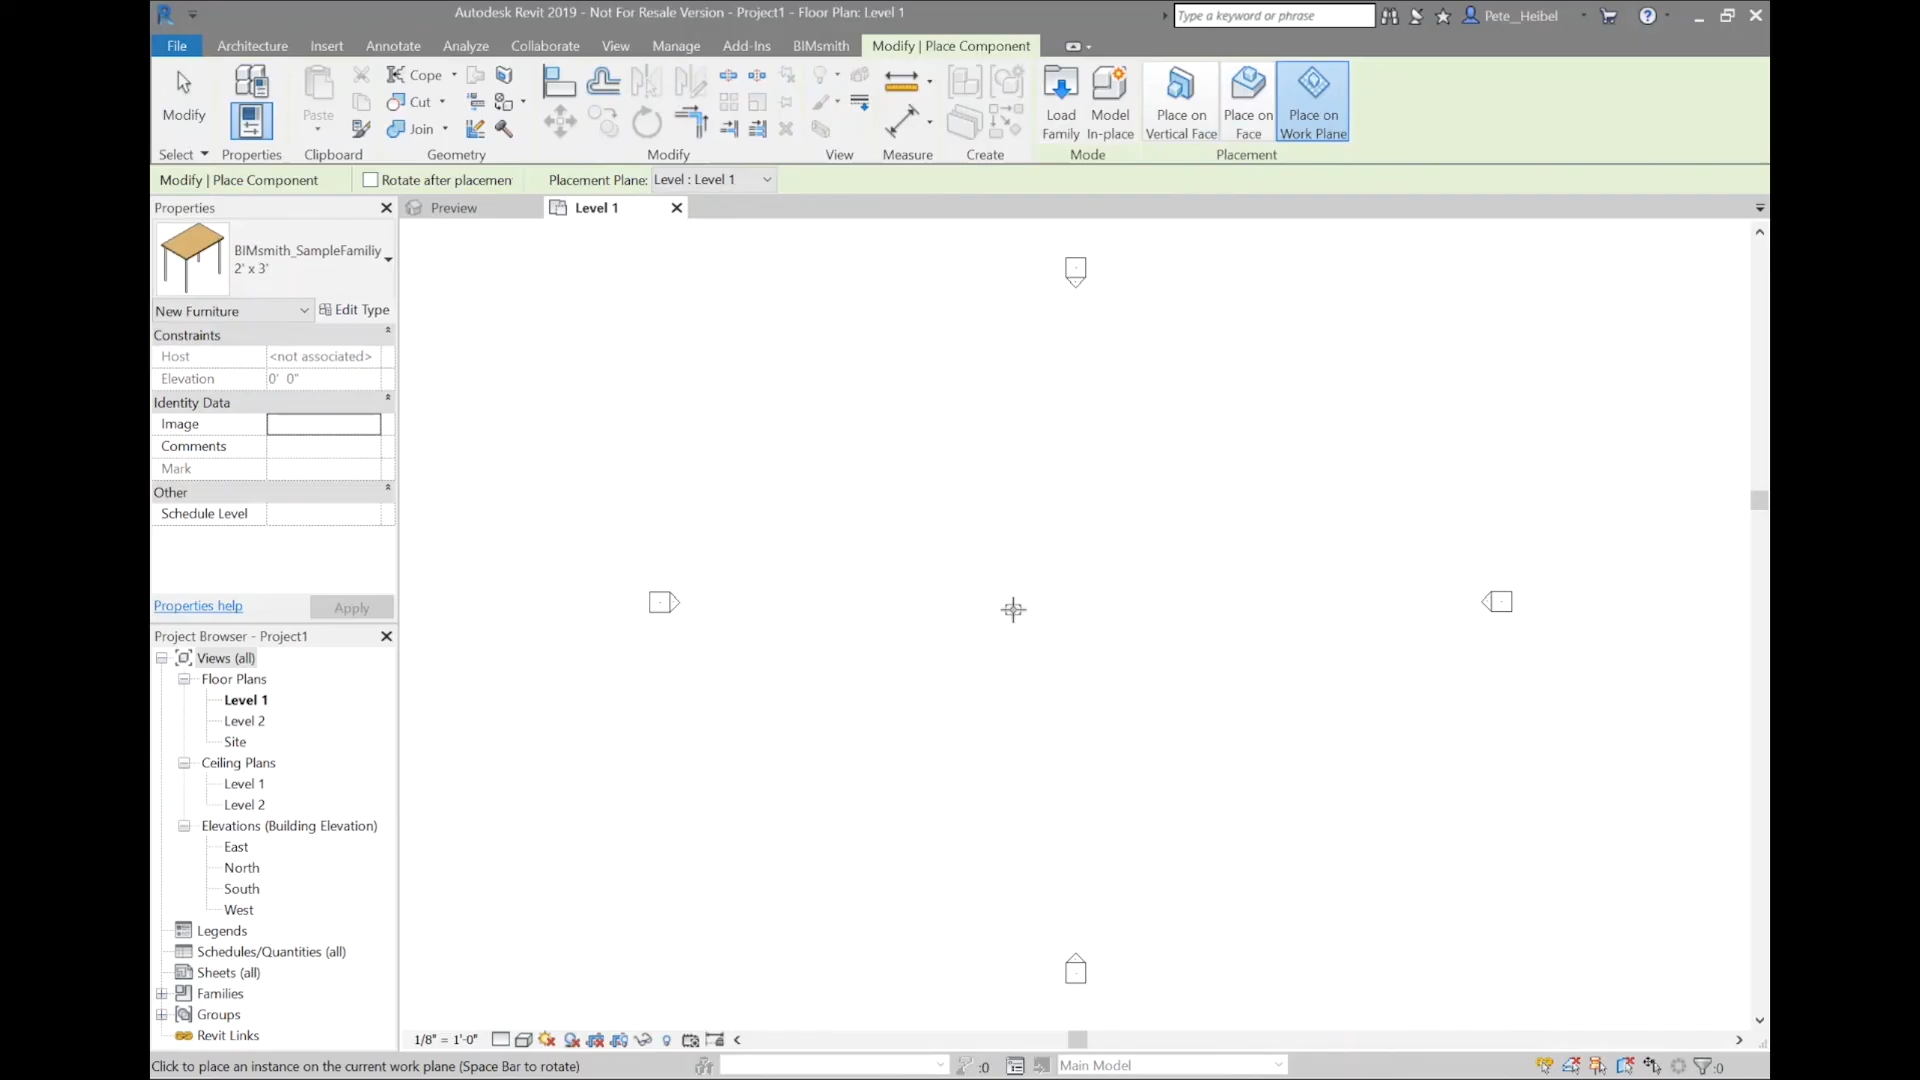 Autodesk Revit 2019 - Not For Resale Version - Project1 - Floor Plan: Level 1
Type a keyword or phrase
Pete_Heibel
File Architecture Insert Annotate Analyze Collaborate View Manage Add-Ins BIMsmith Modify | Place Component
Modify
Paste
Cope
Cut
Join
Load Family
Model In-place
Place on Vertical Face
Place on Face
Place on Work Plane
Select Properties Clipboard Geometry Modify View Measure Create Mode Placement
Modify | Place Component Rotate after placemen Placement Plane: Level : Level 1
Properties
Preview
Level 1
BIMsmith_SampleFamiliy
2' x 3'
New Furniture Edit Type
Constraints
Host <not associated>
Elevation 0' 0"
Identity Data
Image
Comments
Mark
Other
Schedule Level
Properties help Apply
Project Browser - Project1
Views (all)
Floor Plans
Level 1
Level 2
Site
Ceiling Plans
Level 1
Level 2
Elevations (Building Elevation)
East
North
South
West
Legends
Schedules/Quantities (all)
Sheets (all)
Families
Groups
Revit Links
1/8" = 1'-0"
Click to place an instance on the current work plane (Space Bar to rotate) :0 Main Model :0